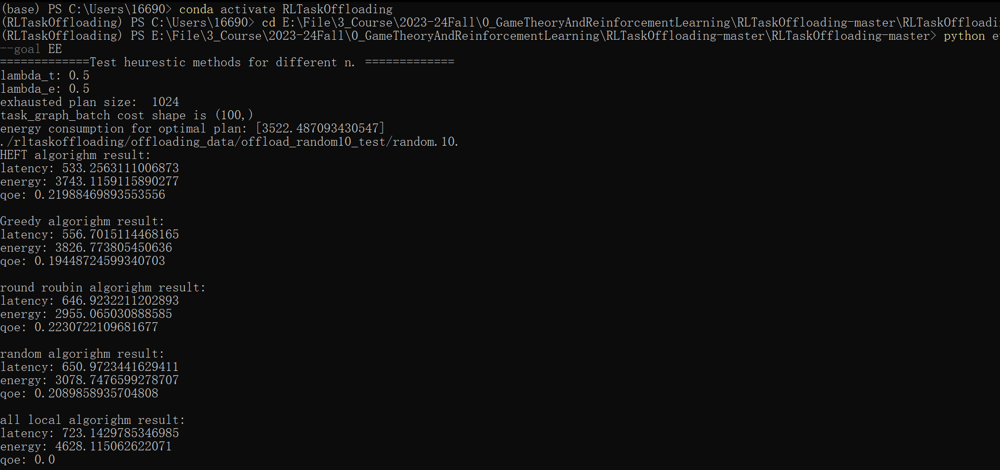 (base) PS C:\Users\16690> conda activate RLTaskOffloading
(RLTaskOffloading) PS C:\Users\16690> cd E:\File\3_Course\2023-24Fall\0_GameTheoryAndReinforcementLearning\RLTaskOffloading-master\RLTaskOffloadi
(RLTaskOffloading) PS E:\File\3_Course\2023-24Fall\0_GameTheoryAndReinforcementLearning\RLTaskOffloading-master\RLTaskOffloading-master> python e
--goal EE
=============Test heurestic methods for different n. =============
lambda_t: 0.5
lambda_e: 0.5
exhausted plan size:  1024
task_graph_batch cost shape is (100,)
energy consumption for optimal plan: [3522.487093430547]
./rltaskoffloading/offloading_data/offload_random10_test/random.10.
HEFT algorighm result:
latency: 533.2563111006873
energy: 3743.1159115890277
qoe: 0.21988469893553556
Greedy algorighm result:
latency: 556.7015114468165
energy: 3826.773805450636
qoe: 0.19448724599340703
round roubin algorighm result:
latency: 646.9232211202893
energy: 2955.065030888585
qoe: 0.2230722109681677
random algorighm result:
latency: 650.9723441629411
energy: 3078.7476599278707
qoe: 0.2089858935704808
all local algorighm result:
latency: 723.1429785346985
energy: 4628.115062622071
qoe: 0.0